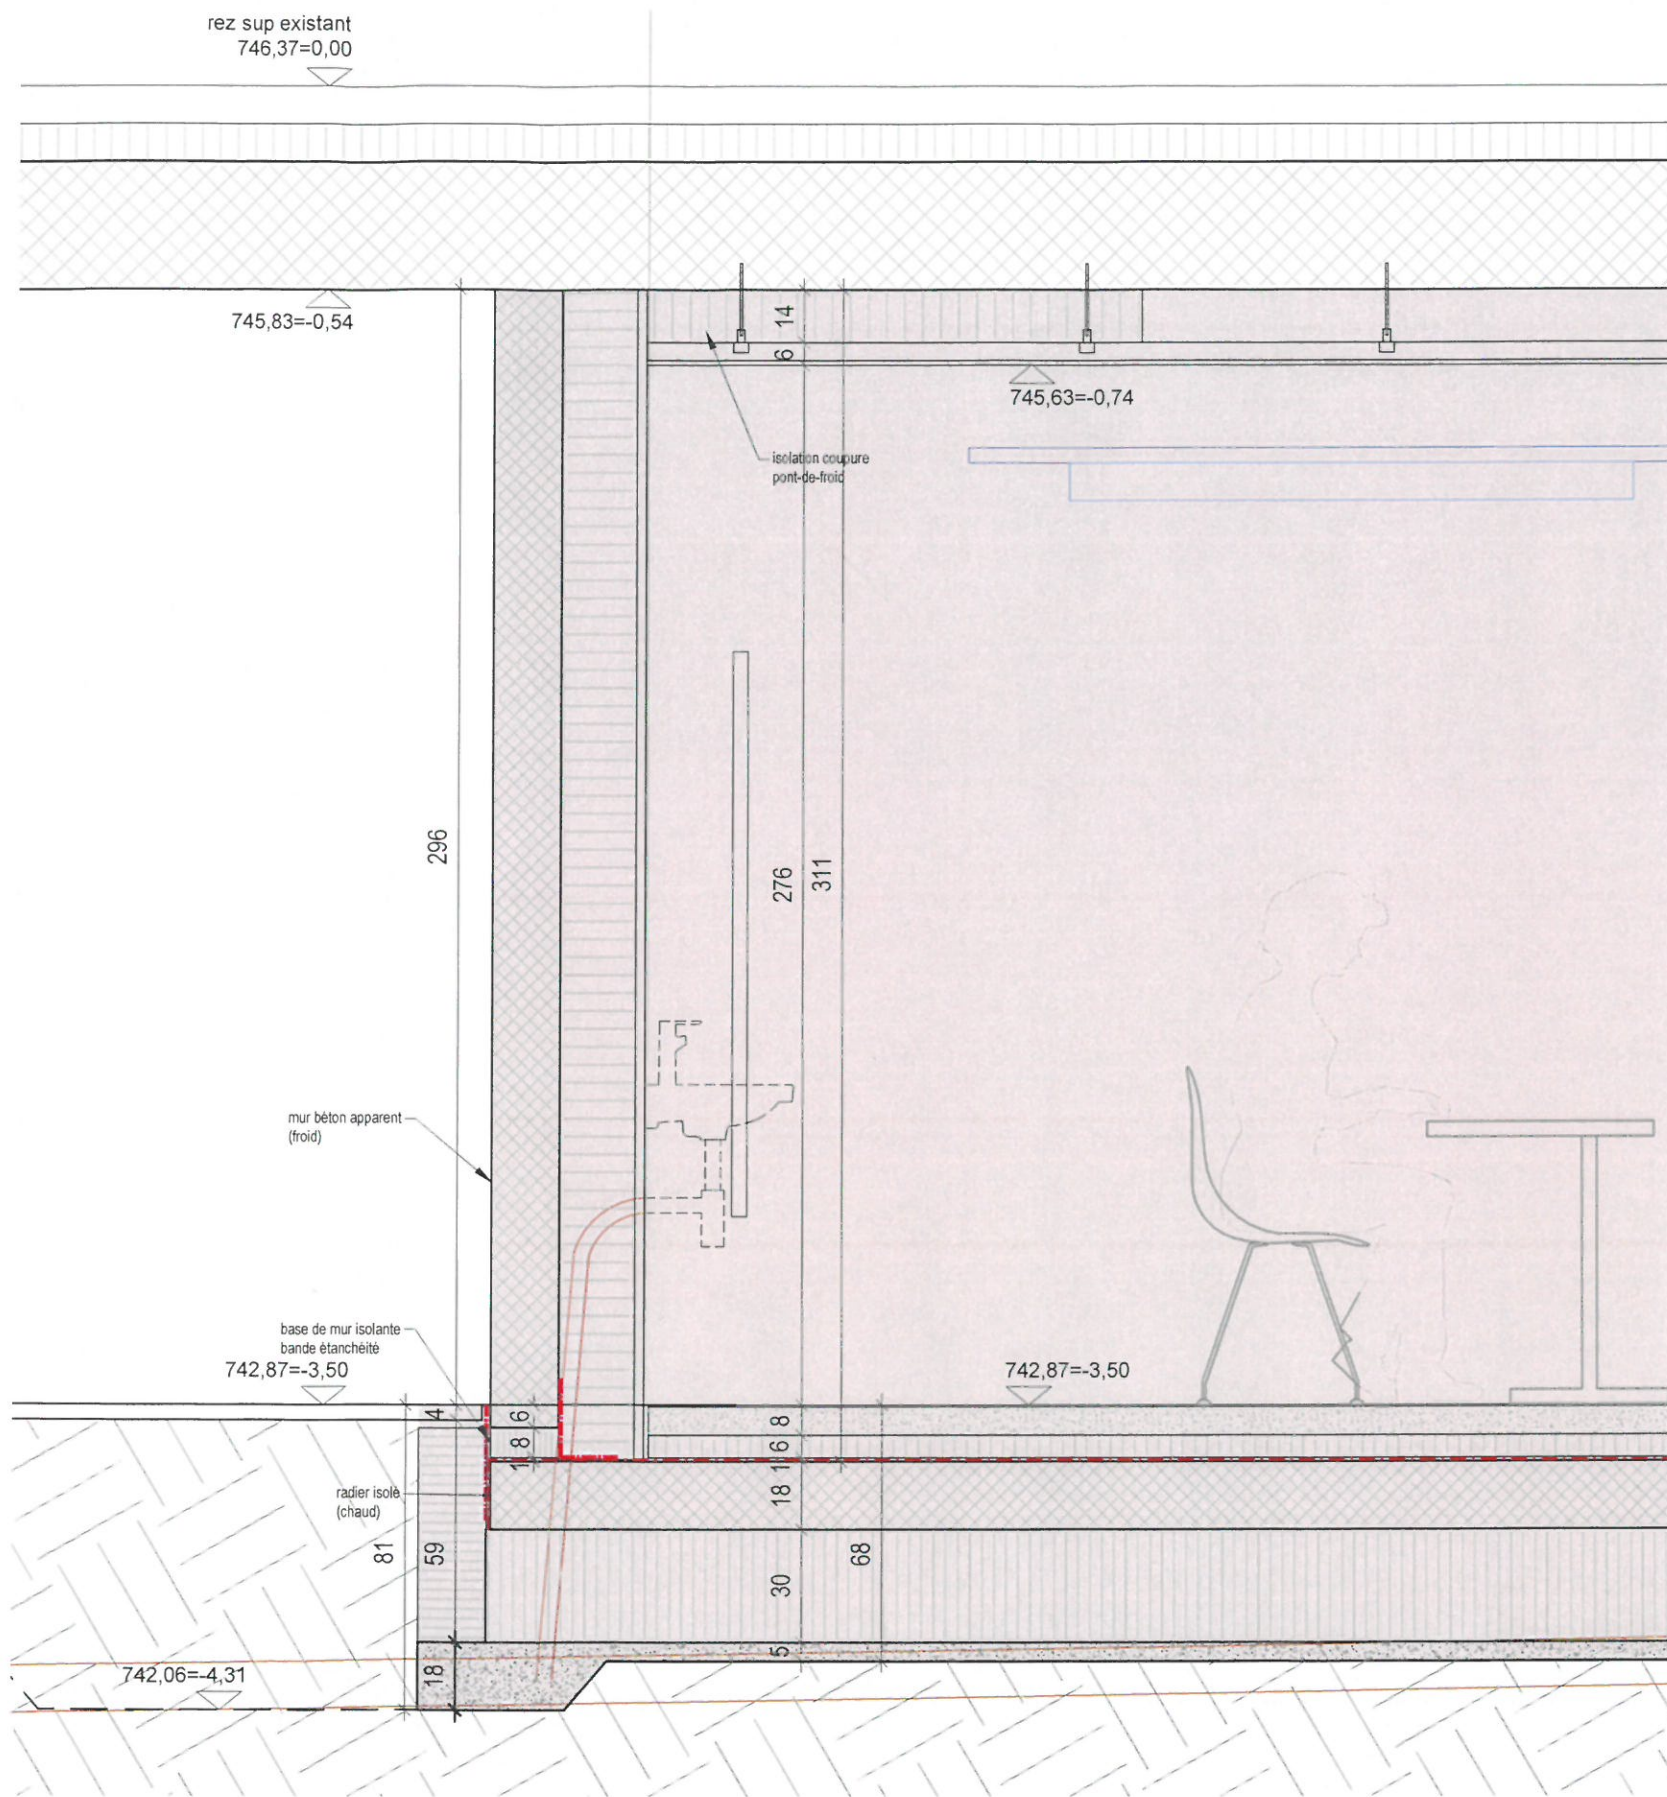 rez sup existant
746,37=0,00
745,83=-0,54
14
6
745,63=-0,74
isolation coupure
pont-de-froid
296
276
311
mur béton apparent
(froid)
base de mur isolante
bande étanchéité
742,87=-3,50
742,87=-3,50
4
6
8
1
8
6
1
18
radier isolé
(chaud)
81
59
68
30
5
18
742,06=-4,31